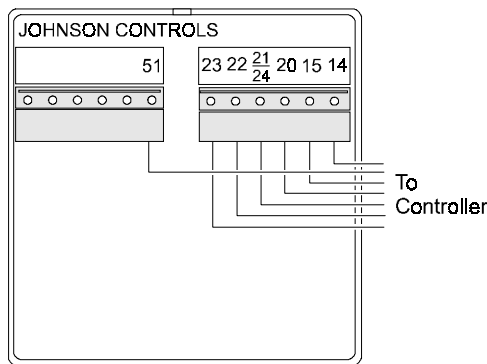 JOHNSON CONTROLS
51
23 22 21/24 20 15 14
To
Controller